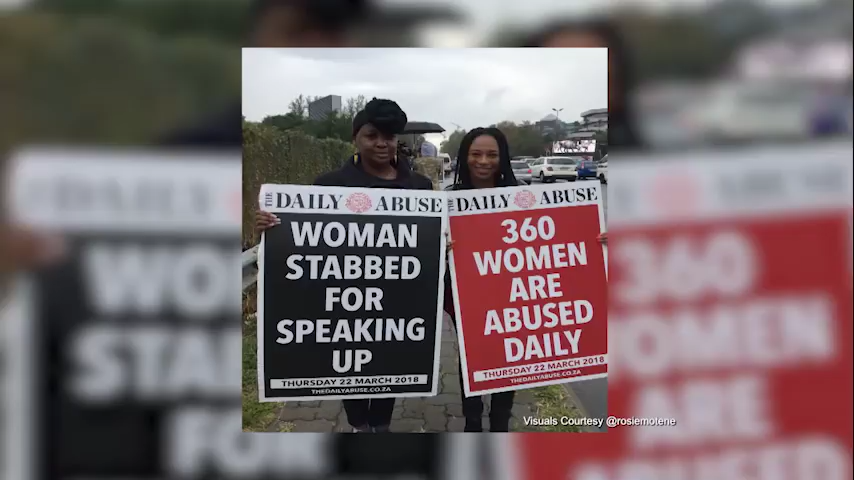 THE DAILY ABUSE
WOMAN
STABBED
FOR
SPEAKING
UP
THURSDAY 22 MARCH 2018
THEDAILYABUSE.CO.ZA
DAILY ABUSE
360
WOMEN
ARE
ABUSED
DAILY
THURSDAY 22 MARCH 2018
THEDAILYABUSE.CO.ZA
Visuals Courtesy @rosiemotene